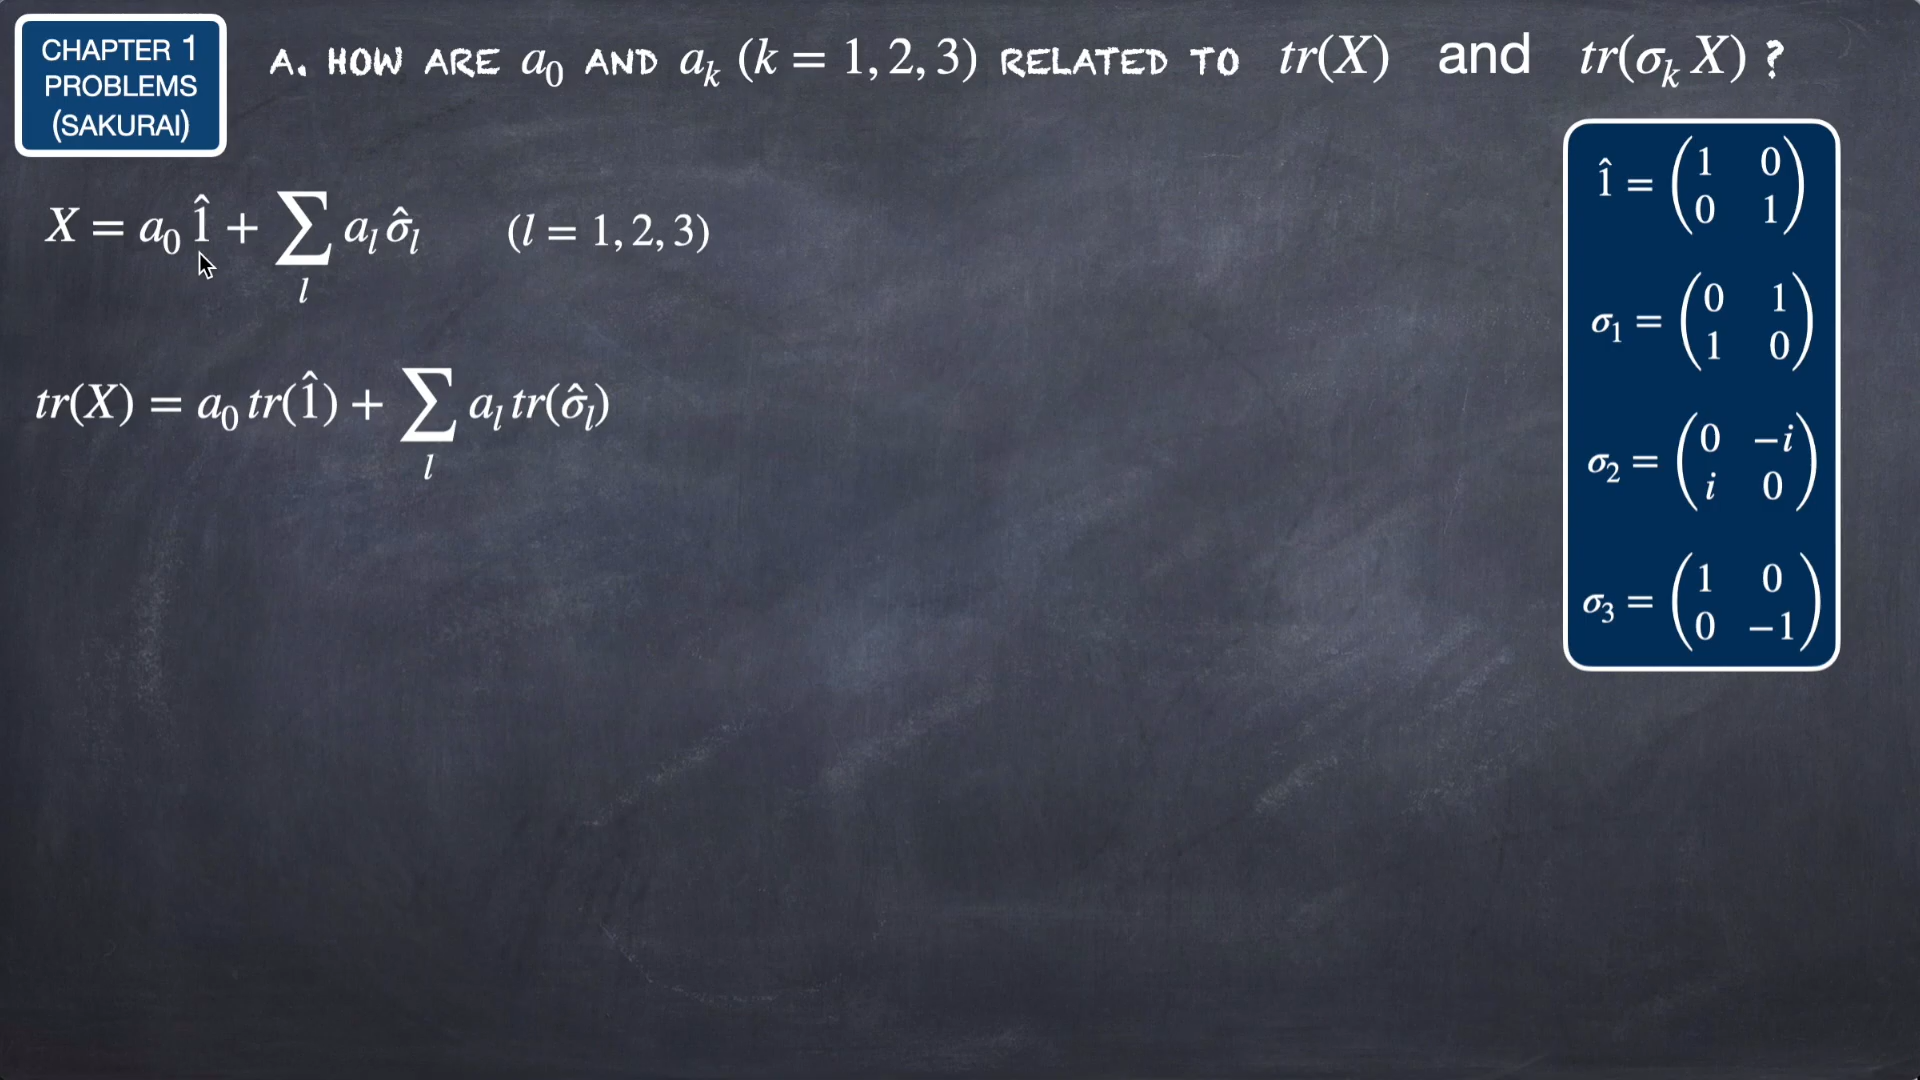 CHAPTER 1
PROBLEMS
(SAKURAI)
A. HOW ARE a₀ AND aₖ (k = 1, 2, 3) RELATED TO tr(X) and tr(σₖ X) ?
X = a₀ 1̂ + ∑ₗ aₗ σ̂ₗ (l = 1, 2, 3)
tr(X) = a₀ tr(1̂) + ∑ₗ aₗ tr(σ̂ₗ)
1̂ = (1 0
0 1)
σ₁ = (0 1
1 0)
σ₂ = (0 −i
i 0)
σ₃ = (1 0
0 −1)